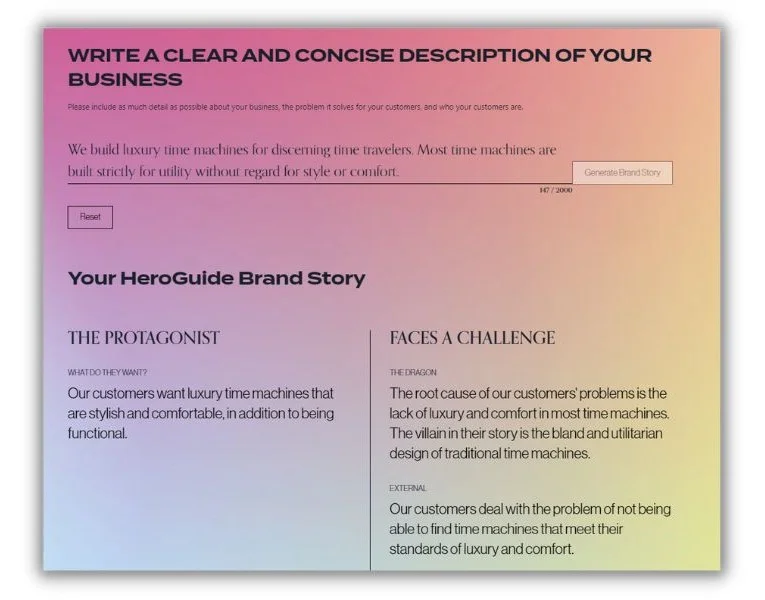 WRITE A CLEAR AND CONCISE DESCRIPTION OF YOUR
BUSINESS
Please include as much detail as possible about your business, the problem it solves for your customers, and who your customers are.
We build luxury time machines for discerning time travelers. Most time machines are
built strictly for utility without regard for style or comfort.
Generate Brand Story
147 / 2000
Reset
Your HeroGuide Brand Story
THE PROTAGONIST
WHAT DO THEY WANT?
Our customers want luxury time machines that
are stylish and comfortable, in addition to being
functional.
FACES A CHALLENGE
THE DRAGON
The root cause of our customers' problems is the
lack of luxury and comfort in most time machines.
The villain in their story is the bland and utilitarian
design of traditional time machines.
EXTERNAL
Our customers deal with the problem of not being
able to find time machines that meet their
standards of luxury and comfort.